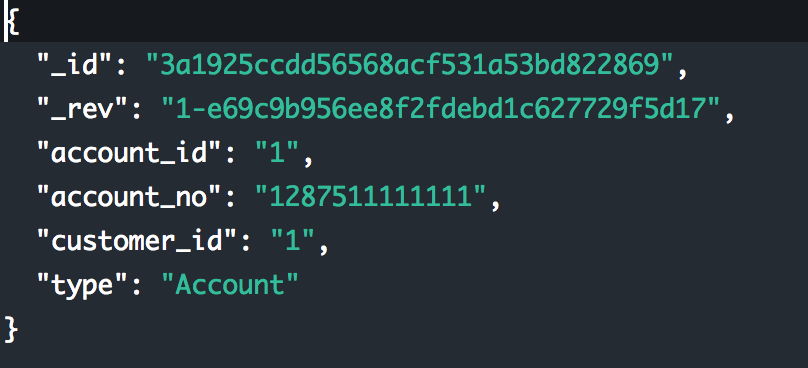 {
"_id": "3a1925ccdd56568acf531a53bd822869",
"_rev": "1-e69c9b956ee8f2fdebd1c627729f5d17",
"account_id": "1",
"account_no": "1287511111111",
"customer_id": "1",
"type": "Account"
}